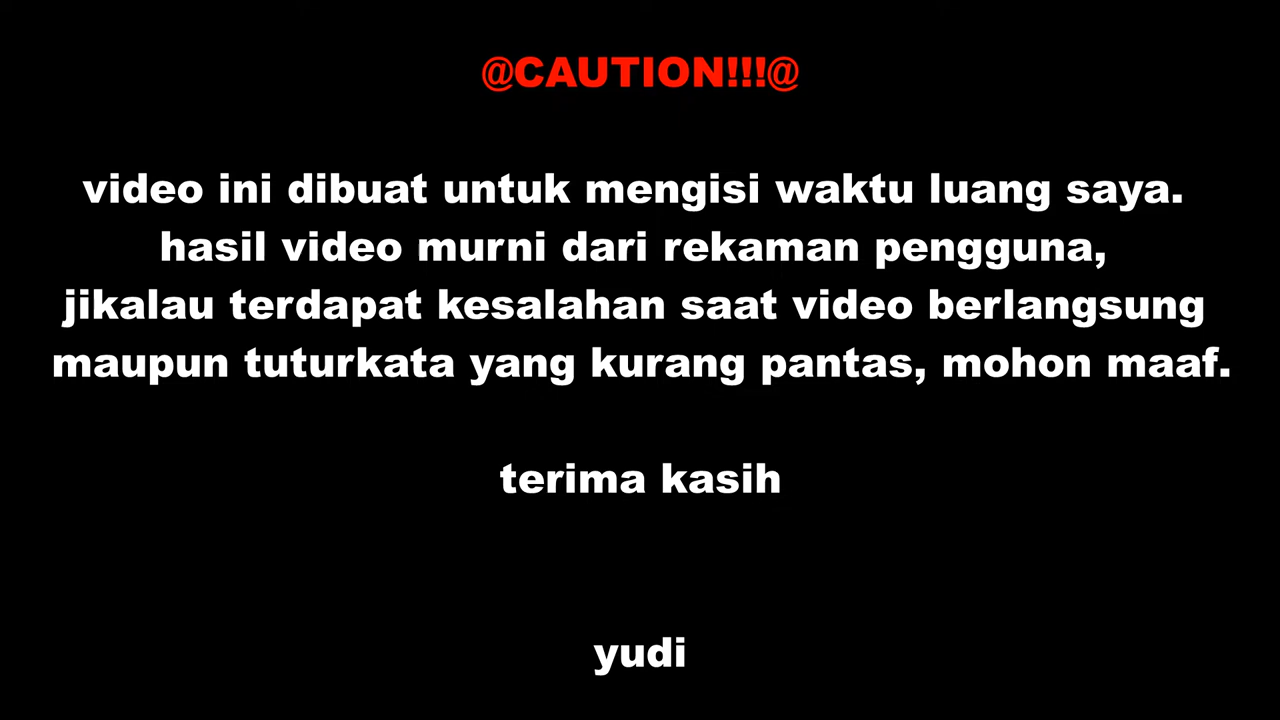 @CAUTION!!!@
video ini dibuat untuk mengisi waktu luang saya.
hasil video murni dari rekaman pengguna,
jikalau terdapat kesalahan saat video berlangsung
maupun tuturkata yang kurang pantas, mohon maaf.
terima kasih
yudi